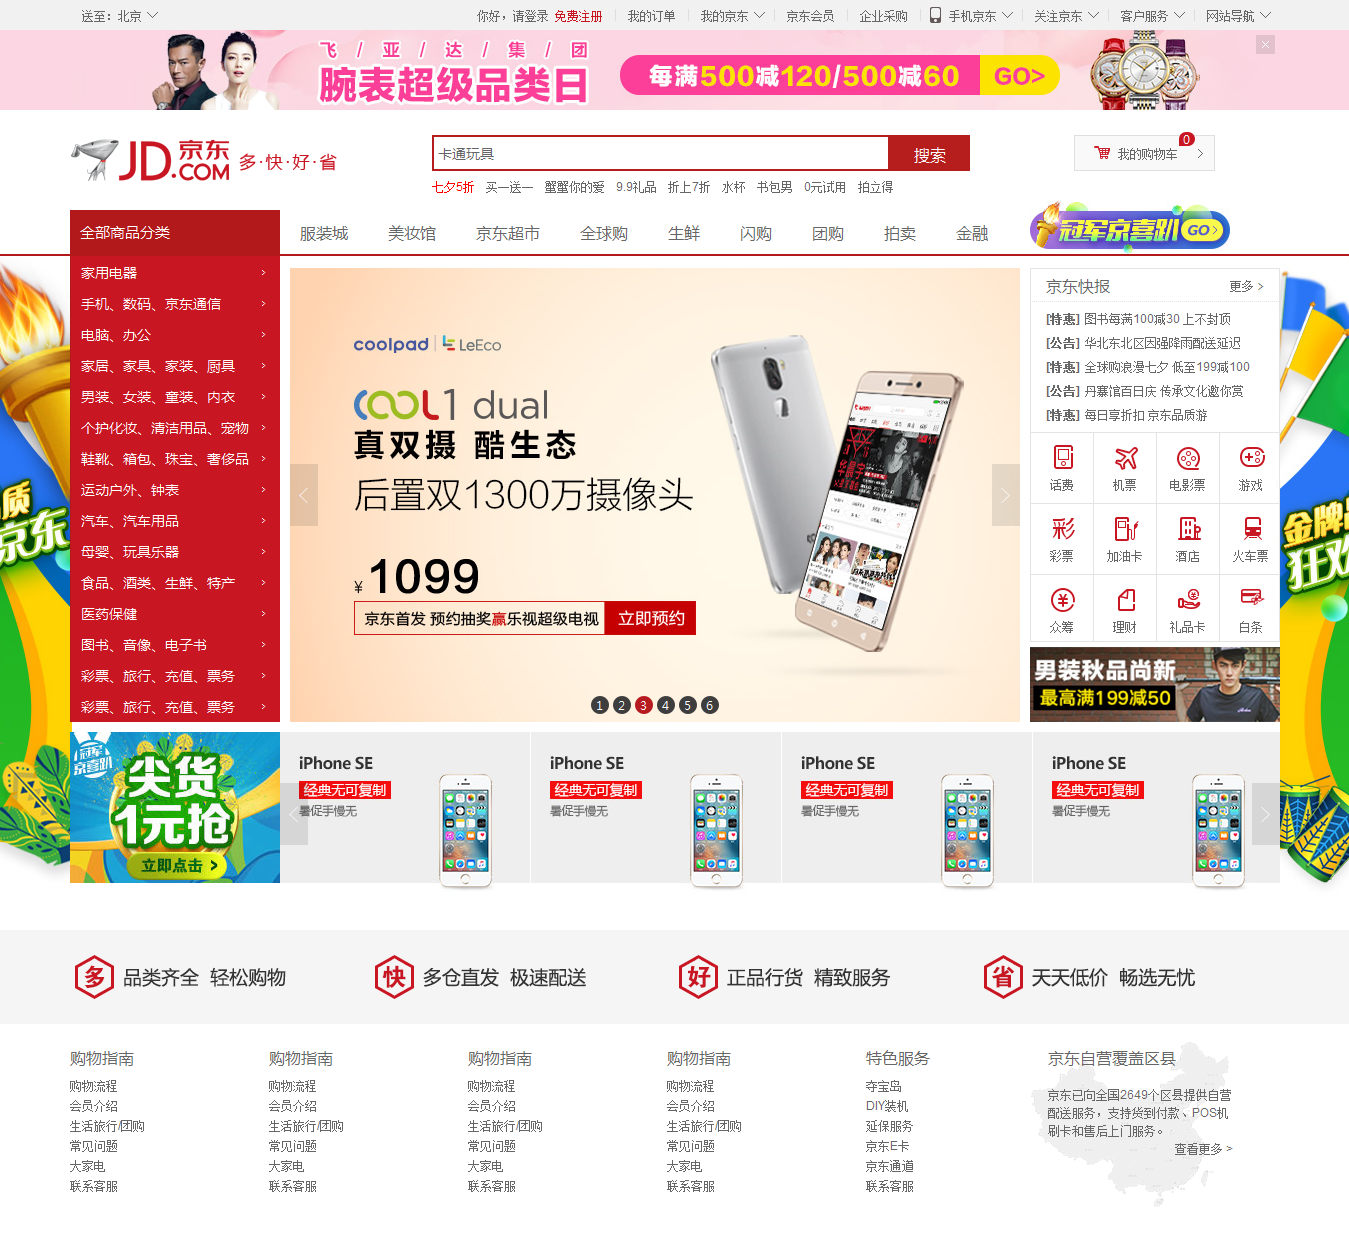 送至：北京
你好，请登录 免费注册 我的订单 我的京东 京东会员 企业采购 手机京东 关注京东 客户服务 网站导航
飞/亚/达/集/团
腕表超级品类日
每满500减120/500减60 GO>
JD.COM 京东
多·快·好·省
卡通玩具 搜索
我的购物车 0
七夕5折 买一送一 蟹蟹你的爱 9.9礼品 折上7折 水杯 书包男 0元试用 拍立得
全部商品分类 服装城 美妆馆 京东超市 全球购 生鲜 闪购 团购 拍卖 金融
冠军京喜趴 GO>
家用电器 >
手机、数码、京东通信 >
电脑、办公 >
家居、家具、家装、厨具 >
男装、女装、童装、内衣 >
个护化妆、清洁用品、宠物 >
鞋靴、箱包、珠宝、奢侈品 >
运动户外、钟表 >
汽车、汽车用品 >
母婴、玩具乐器 >
食品、酒类、生鲜、特产 >
医药保健 >
图书、音像、电子书 >
彩票、旅行、充值、票务 >
彩票、旅行、充值、票务 >
coolpad | LeEco
COOL1 dual
真双摄 酷生态
后置双1300万摄像头
¥1099
京东首发 预约抽奖赢乐视超级电视 立即预约
1 2 3 4 5 6
京东快报 更多 >
[特惠] 图书每满100减30 上不封顶
[公告] 华北东北区因强降雨配送延迟
[特惠] 全球购浪漫七夕 低至199减100
[公告] 丹寨馆百日庆 传承文化邀你赏
[特惠] 每日享折扣 京东品质游
话费 机票 电影票 游戏
彩
彩票 加油卡 酒店 火车票
众筹 理财 礼品卡 白条
男装秋品尚新
最高满199减50
质
京东
金牌
狂欢
冠军
京喜趴
尖货
1元抢
立即点击 >
iPhone SE
经典无可复制
暑促手慢无
iPhone SE
经典无可复制
暑促手慢无
iPhone SE
经典无可复制
暑促手慢无
iPhone SE
经典无可复制
暑促手慢无
多 品类齐全 轻松购物
快 多仓直发 极速配送
好 正品行货 精致服务
省 天天低价 畅选无忧
购物指南
购物流程
会员介绍
生活旅行/团购
常见问题
大家电
联系客服
购物指南
购物流程
会员介绍
生活旅行/团购
常见问题
大家电
联系客服
购物指南
购物流程
会员介绍
生活旅行/团购
常见问题
大家电
联系客服
购物指南
购物流程
会员介绍
生活旅行/团购
常见问题
大家电
联系客服
特色服务
夺宝岛
DIY装机
延保服务
京东E卡
京东通道
联系客服
京东自营覆盖区县
京东已向全国2649个区县提供自营
配送服务，支持货到付款、POS机
刷卡和售后上门服务。
查看更多 >